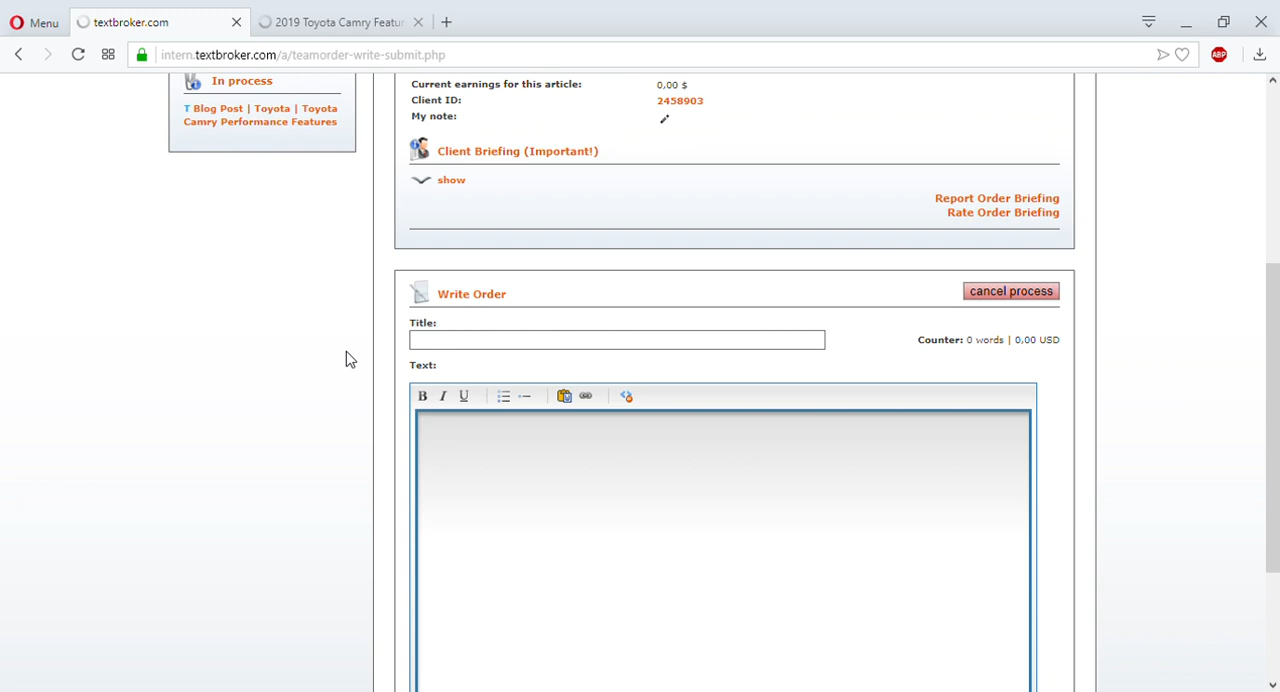 Menu
textbroker.com
2019 Toyota Camry Featur
intern.textbroker.com/a/teamorder-write-submit.php
ABP
In process
T Blog Post | Toyota | Toyota
Camry Performance Features
Current earnings for this article: 0,00 $
Client ID: 2458903
My note:
Client Briefing (Important!)
show
Report Order Briefing
Rate Order Briefing
Write Order
cancel process
Title:
Counter: 0 words | 0,00 USD
Text:
B I U